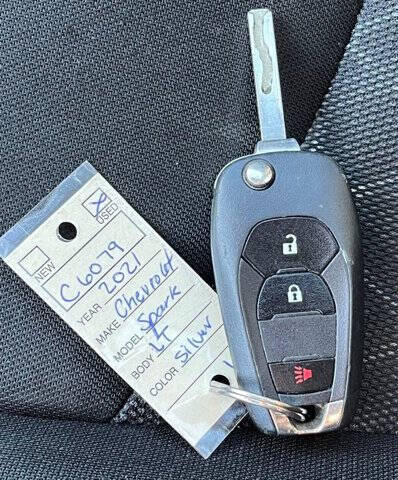 NEW
USED
C6079
YEAR 2021
MAKE Chevrolet
MODEL Spark
BODY LT
COLOR Silver